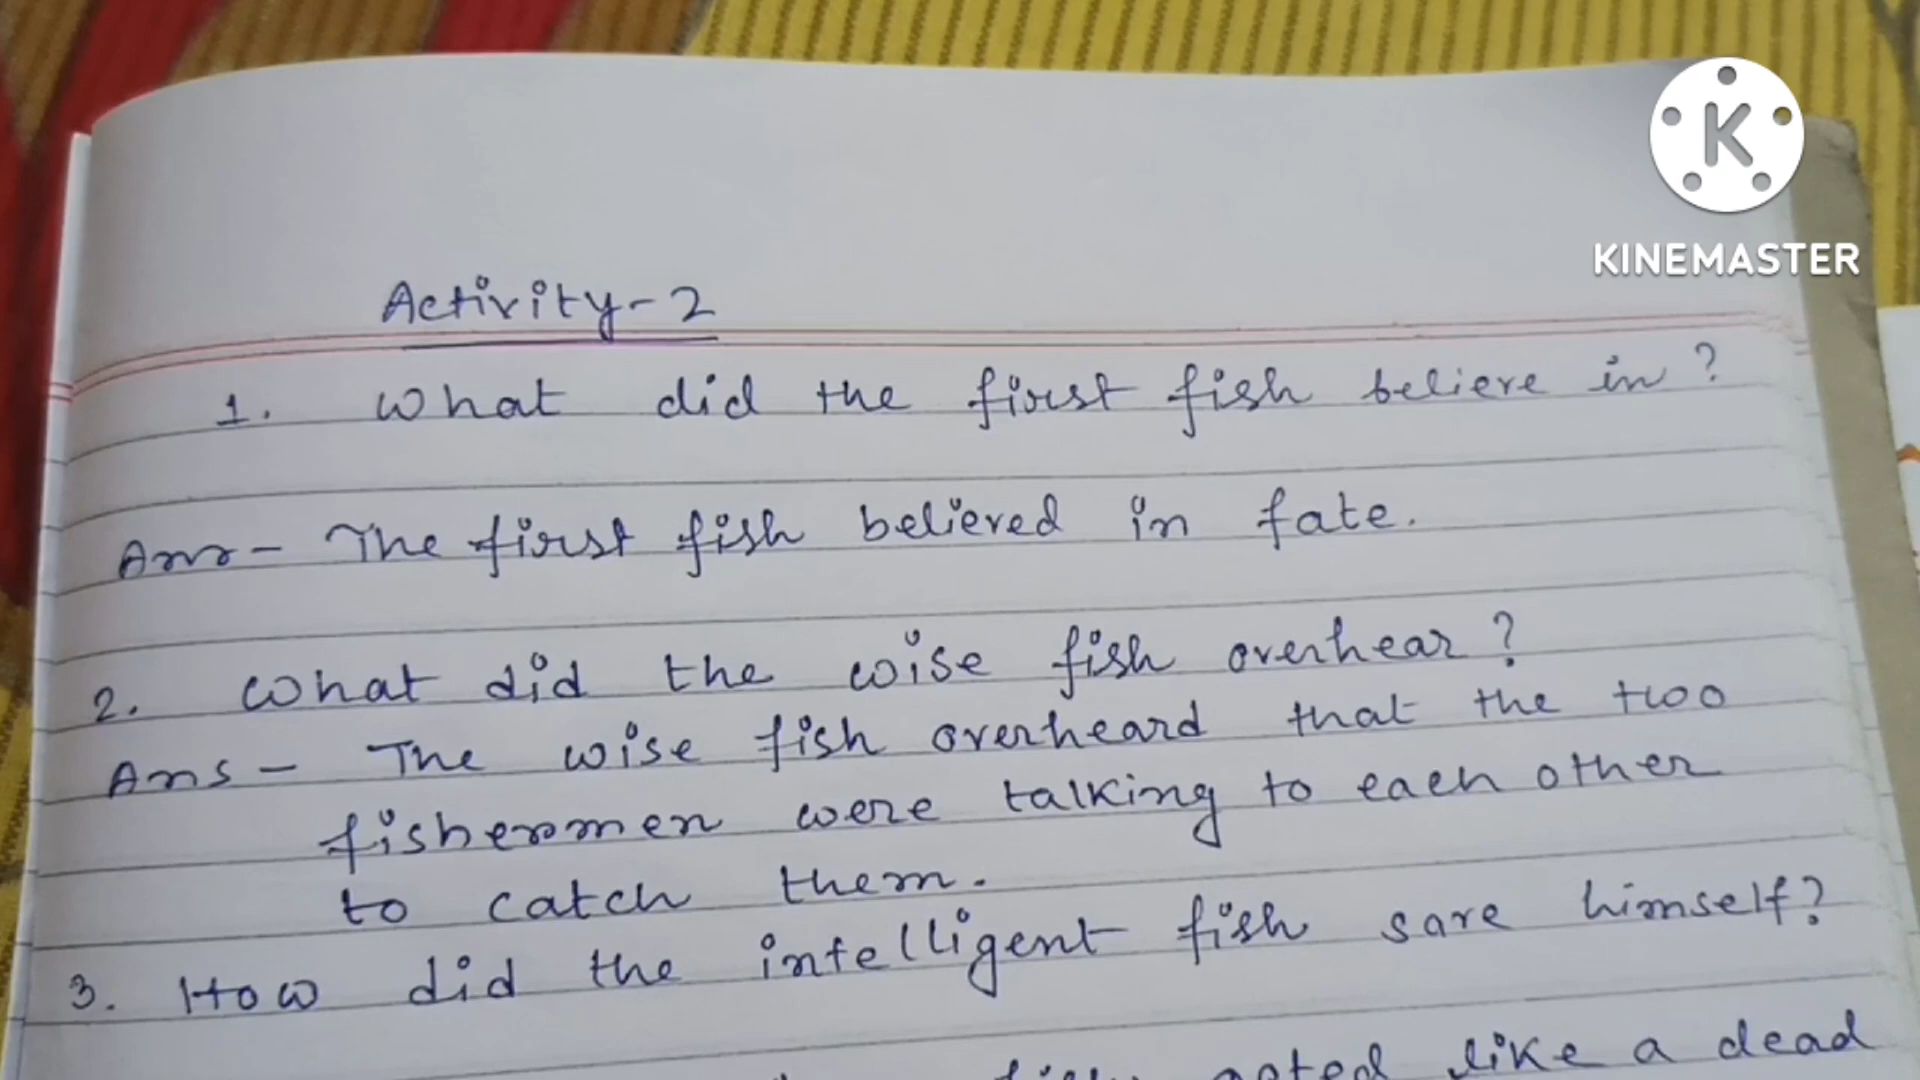 K
KINEMASTER
Activity-2
1. What did the first fish believe in?
Ans- The first fish believed in fate.
2. What did the wise fish overhear?
Ans- The wise fish overheard that the two
fishermen were talking to each other
to catch them.
3. How did the intelligent fish save himself?
fish acted like a dead